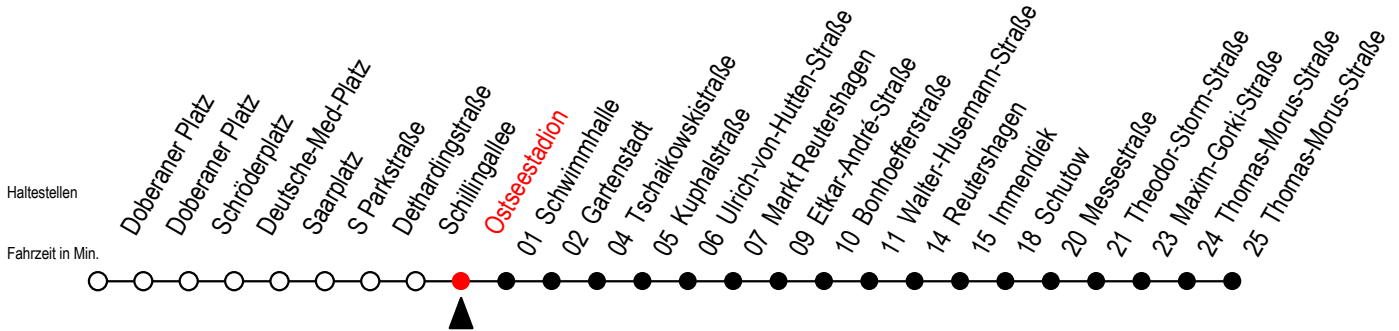 Haltestellen
Fahrzeit in Min.
Doberaner Platz
Doberaner Platz
Schröderplatz
Deutsche-Med-Platz
Saarplatz
S Parkstraße
Dethardingstraße
Schillingallee
Ostseestadion
01 Schwimmhalle
02 Gartenstadt
04 Tschaikowskistraße
05 Kuphalstraße
06 Ulrich-von-Hutten-Straße
07 Markt Reutershagen
09 Etkar-André-Straße
10 Bonhoefferstraße
11 Walter-Husemann-Straße
14 Reutershagen
15 Immendiek
18 Schutow
20 Messestraße
21 Theodor-Storm-Straße
23 Maxim-Gorki-Straße
24 Thomas-Morus-Straße
25 Thomas-Morus-Straße